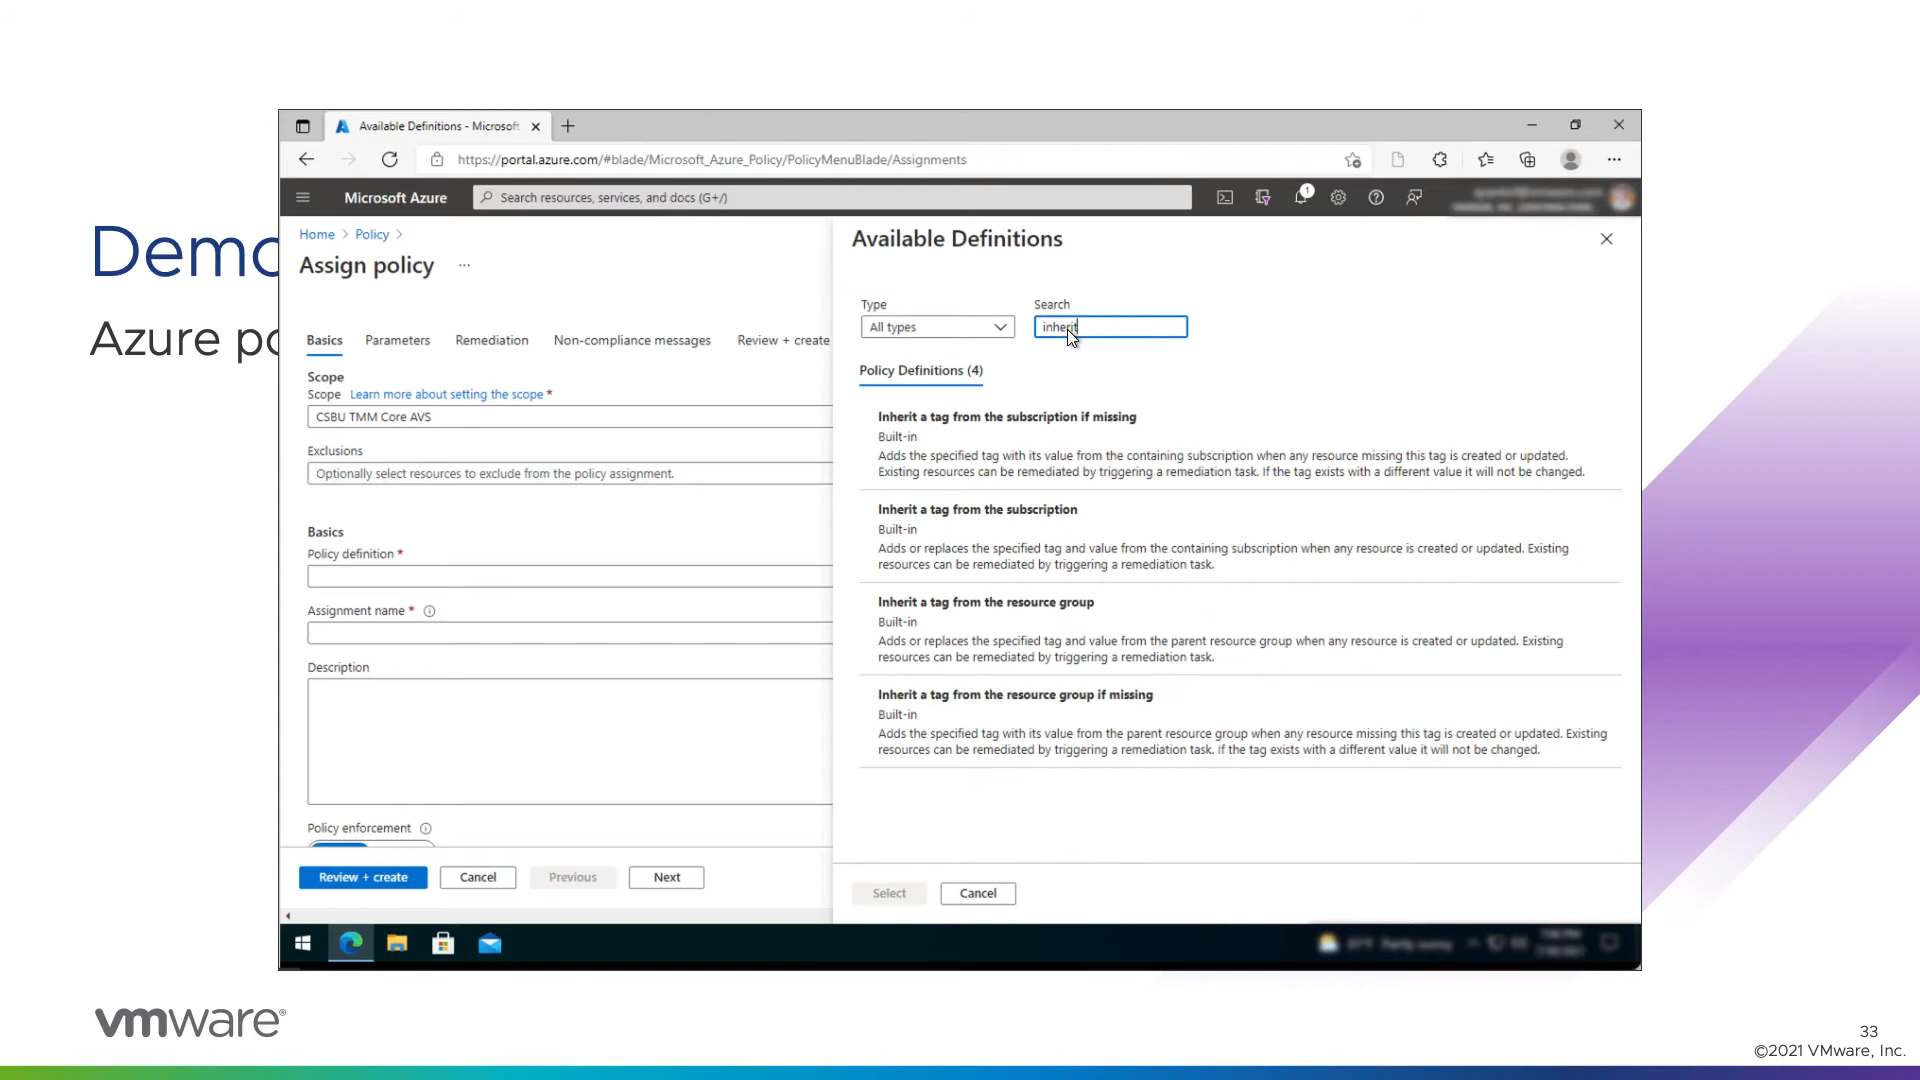 Demo
Azure po
Available Definitions - Microsoft
https://portal.azure.com/#blade/Microsoft_Azure_Policy/PolicyMenuBlade/Assignments
Microsoft Azure
Search resources, services, and docs (G+/)
1
Home > Policy >
Assign policy ...
Basics
Parameters
Remediation
Non-compliance messages
Review + create
Scope
Scope Learn more about setting the scope *
CSBU TMM Core AVS
Exclusions
Optionally select resources to exclude from the policy assignment.
Basics
Policy definition *
Assignment name *
Description
Policy enforcement
Review + create
Cancel
Previous
Next
Available Definitions
Type
Search
All types
inherit
Policy Definitions (4)
Inherit a tag from the subscription if missing
Built-in
Adds the specified tag with its value from the containing subscription when any resource missing this tag is created or updated.
Existing resources can be remediated by triggering a remediation task. If the tag exists with a different value it will not be changed.
Inherit a tag from the subscription
Built-in
Adds or replaces the specified tag and value from the containing subscription when any resource is created or updated. Existing
resources can be remediated by triggering a remediation task.
Inherit a tag from the resource group
Built-in
Adds or replaces the specified tag and value from the parent resource group when any resource is created or updated. Existing
resources can be remediated by triggering a remediation task.
Inherit a tag from the resource group if missing
Built-in
Adds the specified tag with its value from the parent resource group when any resource missing this tag is created or updated. Existing
resources can be remediated by triggering a remediation task. If the tag exists with a different value it will not be changed.
Select
Cancel
vmware®
33
©2021 VMware, Inc.